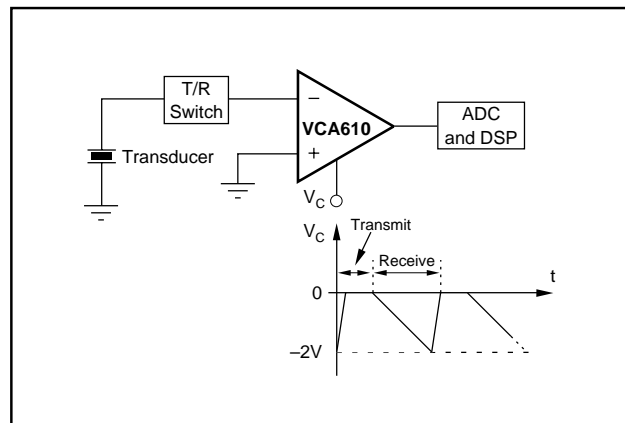 T/R
Switch
−
VCA610
+
ADC
and DSP
Transducer
V_C
V_C
Transmit
Receive
t
0
–2V